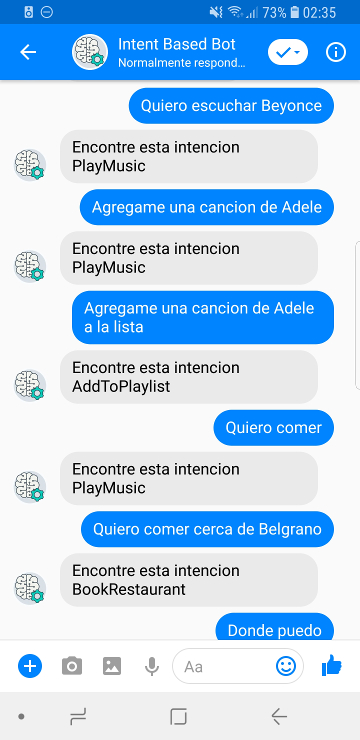 73% 02:35
Intent Based Bot
Normalmente respond...
Quiero escuchar Beyonce
Encontre esta intencion
PlayMusic
Agregame una cancion de Adele
Encontre esta intencion
PlayMusic
Agregame una cancion de Adele
a la lista
Encontre esta intencion
AddToPlaylist
Quiero comer
Encontre esta intencion
PlayMusic
Quiero comer cerca de Belgrano
Encontre esta intencion
BookRestaurant
Donde puedo
Aa